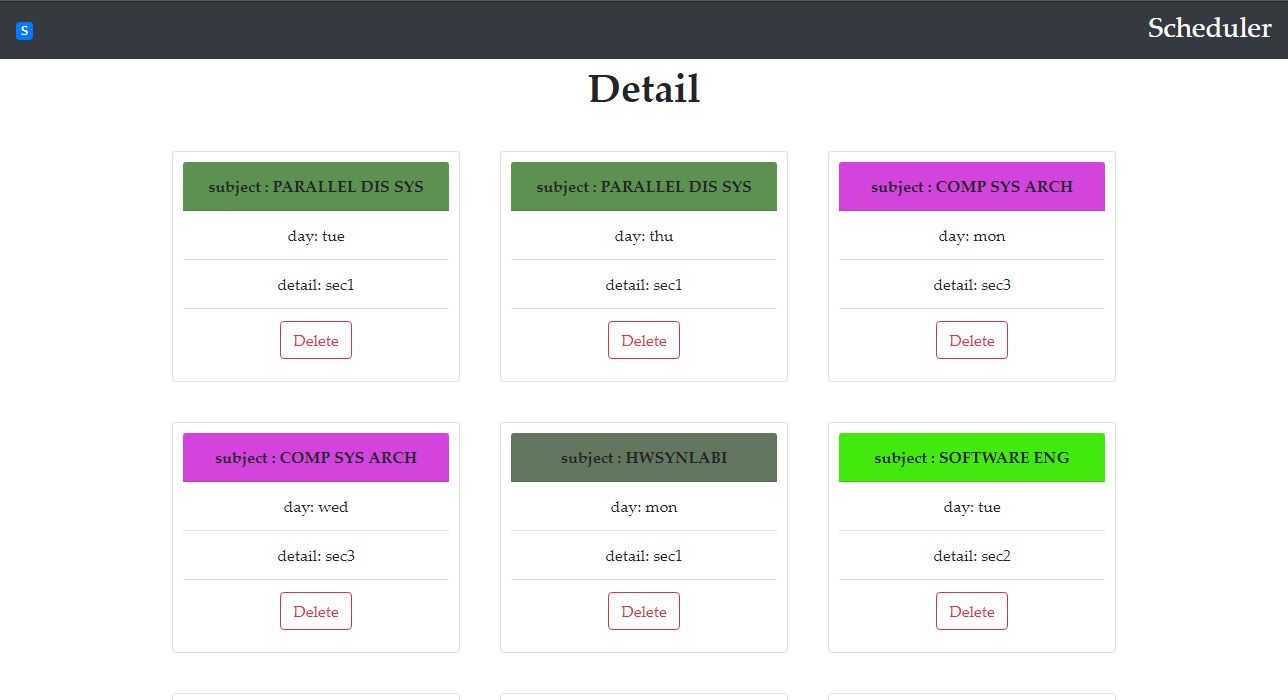 S
Scheduler
Detail
subject : PARALLEL DIS SYS
day: tue
detail: sec1
Delete
subject : PARALLEL DIS SYS
day: thu
detail: sec1
Delete
subject : COMP SYS ARCH
day: mon
detail: sec3
Delete
subject : COMP SYS ARCH
day: wed
detail: sec3
Delete
subject : HWSYNLABI
day: mon
detail: sec1
Delete
subject : SOFTWARE ENG
day: tue
detail: sec2
Delete